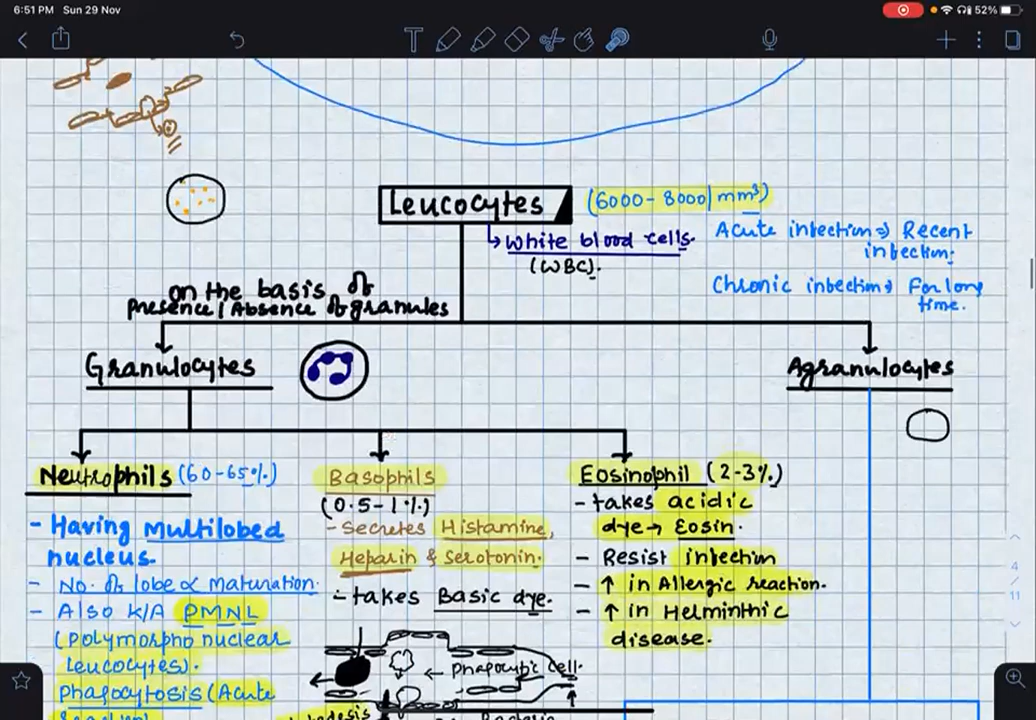 6:51 PM Sun 29 Nov
52%
T
Leucocytes (6000-8000/mm³)
↳ White blood cells.
(WBC).
Acute infection ⇒ Recent
infection.
Chronic infection ⇒ For long
time.
on the basis of
Presence/Absence of granules
Granulocytes
Agranulocytes
Neutrophils (60-65%)
- Having multilobed
nucleus.
- No. of lobe ∝ maturation.
- Also k/A PMNL
(Polymorpho nuclear
leucocytes).
Phagocytosis (Acute
Basophils
(0.5-1%)
- Secretes Histamine,
Heparin & Serotonin.
- takes Basic dye.
← Phagocytic cell.
Bacteria
Eosinophil (2-3%)
- takes acidic
dye → Eosin.
- Resist infection
- ↑ in Allergic reaction.
- ↑ in Helminthic
disease.
4
/
11